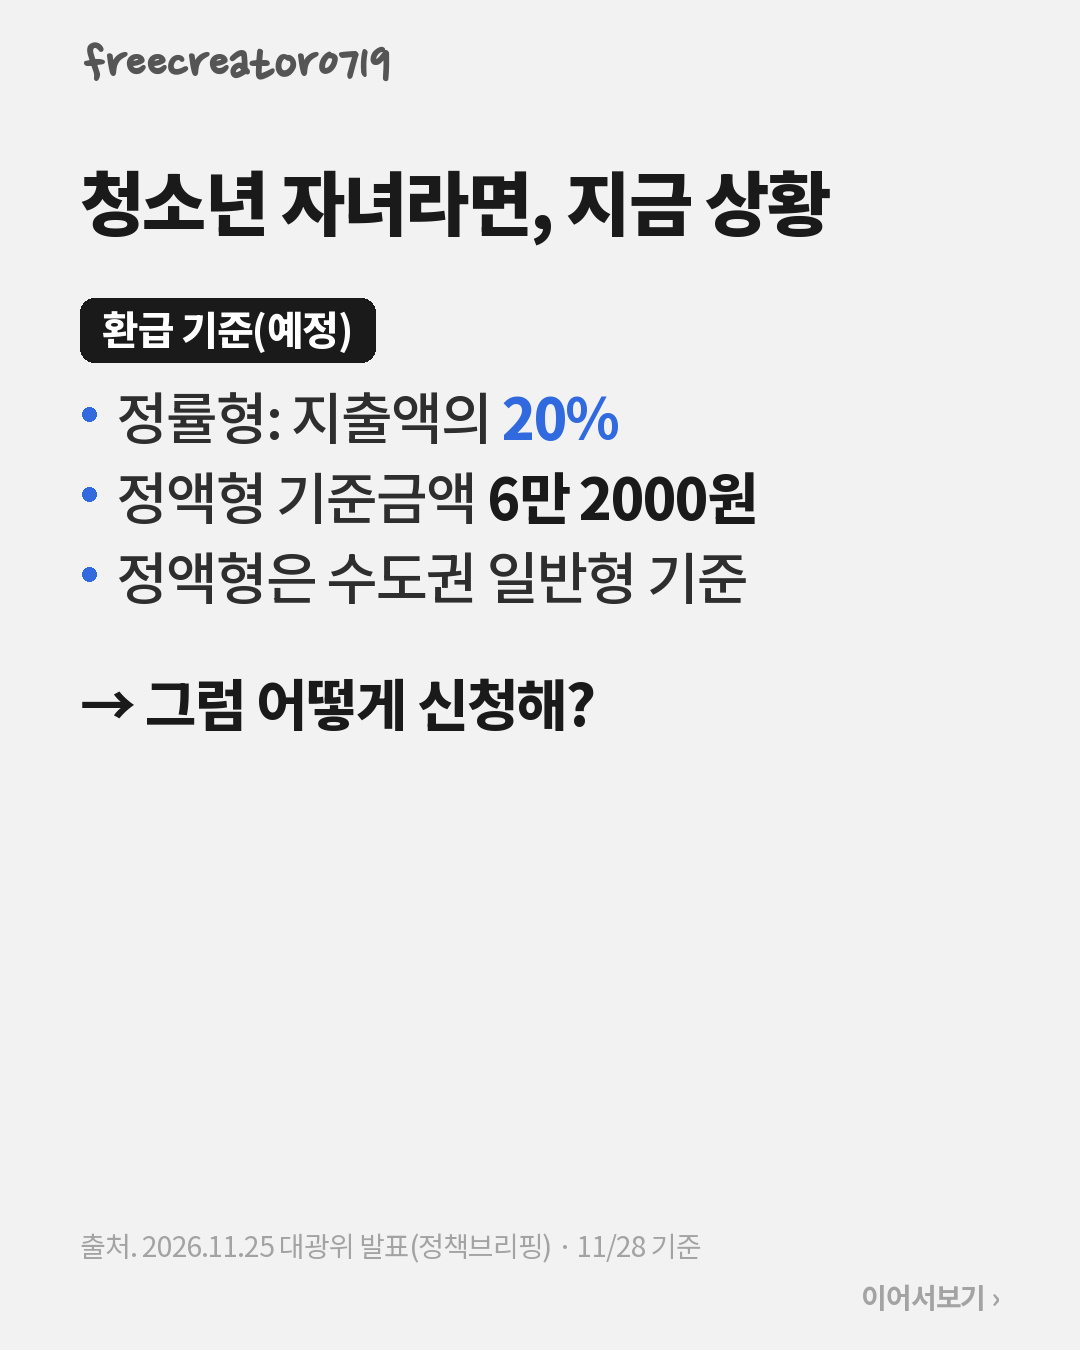 freecreator0719
청소년 자녀라면, 지금 상황
환급 기준(예정)
• 정률형: 지출액의 20%
• 정액형 기준금액 6만 2000원
• 정액형은 수도권 일반형 기준
→ 그럼 어떻게 신청해?
출처. 2026.11.25 대광위 발표(정책브리핑) · 11/28 기준
이어서보기 ›